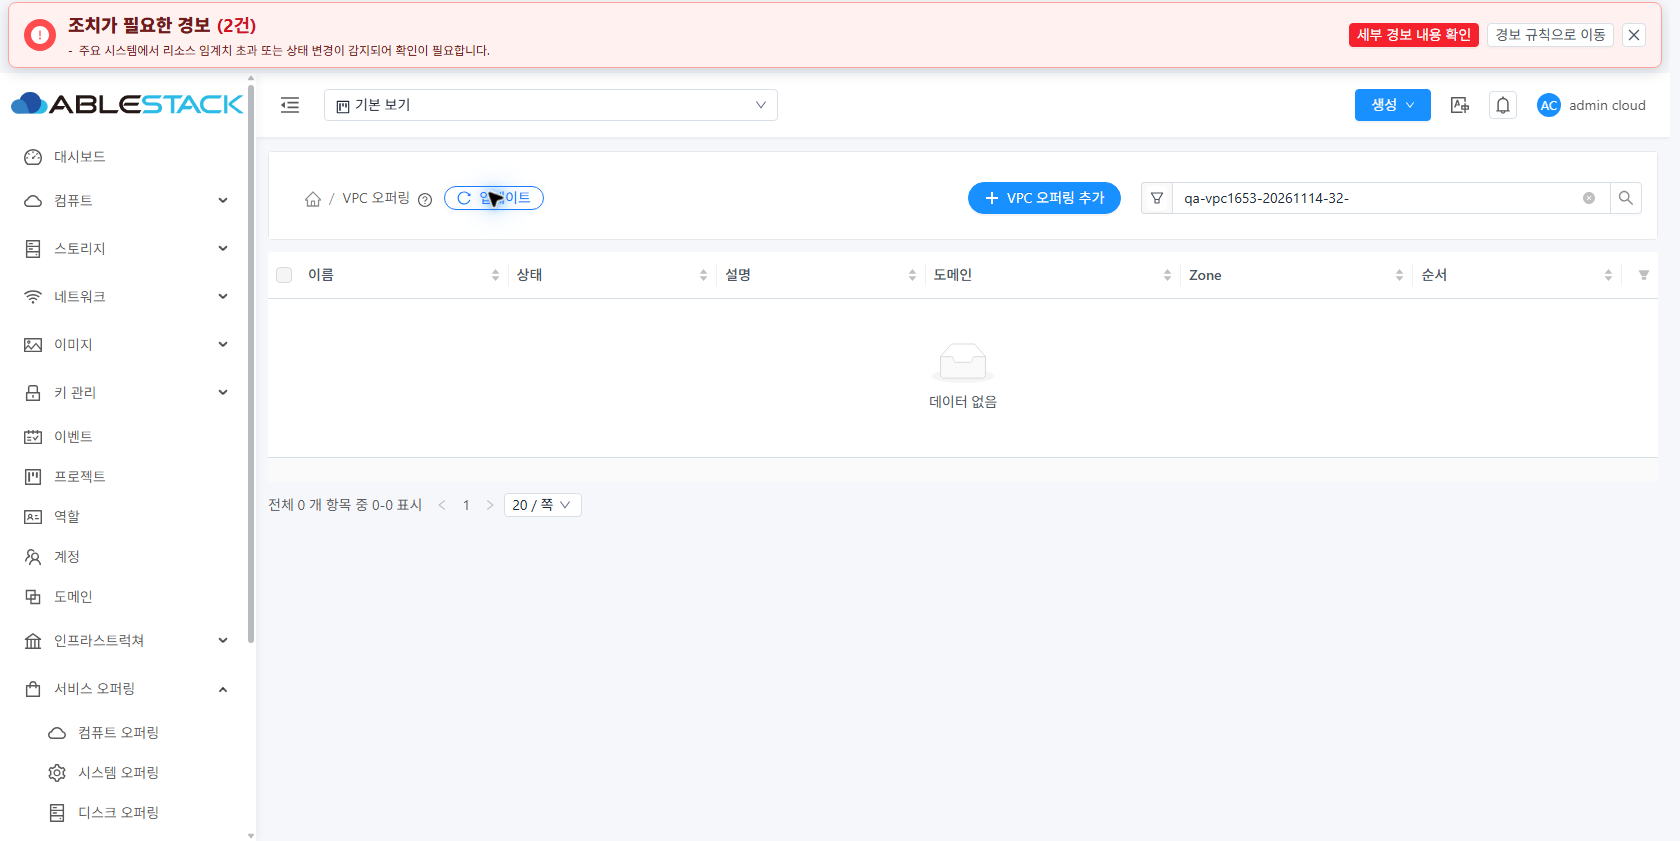 조치가 필요한 경보 (2건)
- 주요 시스템에서 리소스 임계치 초과 또는 상태 변경이 감지되어 확인이 필요합니다.
세부 경보 내용 확인
경보 규칙으로 이동
ABLESTACK
기본 보기
생성
AC
admin cloud
대시보드
컴퓨트
스토리지
네트워크
이미지
키 관리
이벤트
프로젝트
역할
계정
도메인
인프라스트럭쳐
서비스 오퍼링
컴퓨트 오퍼링
시스템 오퍼링
디스크 오퍼링
/ VPC 오퍼링
VPC 오퍼링 추가
qa-vpc1653-20261114-32-
이름
상태
설명
도메인
Zone
순서
데이터 없음
전체 0 개 항목 중 0-0 표시
1
20 / 쪽